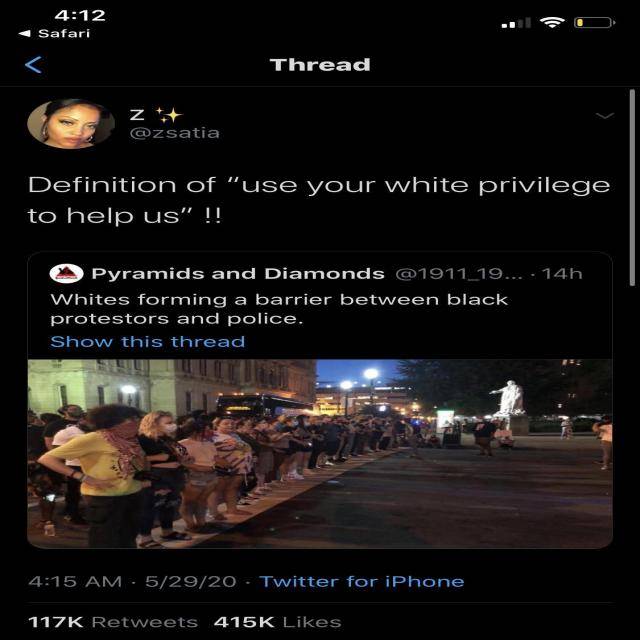 4:12
◀ Safari
Thread
Z ✨
@zsatia
Definition of “use your white privilege
to help us” !!
Pyramids and Diamonds @1911_19... · 14h
Whites forming a barrier between black
protestors and police.
Show this thread
4:15 AM · 5/29/20 · Twitter for iPhone
117K Retweets 415K Likes